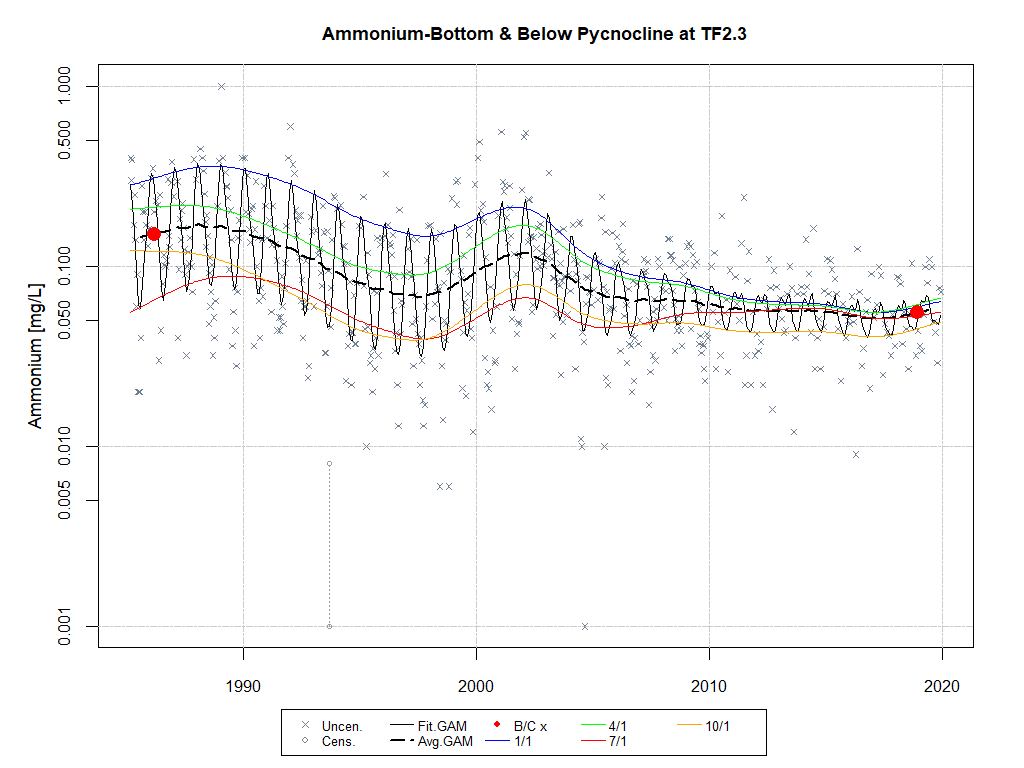 Ammonium-Bottom & Below Pycnocline at TF2.3
Ammonium [mg/L]
1.000
0.500
0.100
0.050
0.010
0.005
0.001
1990 2000 2010 2020
Uncen. Fit.GAM B/C x 4/1 10/1
Cens. Avg.GAM 1/1 7/1